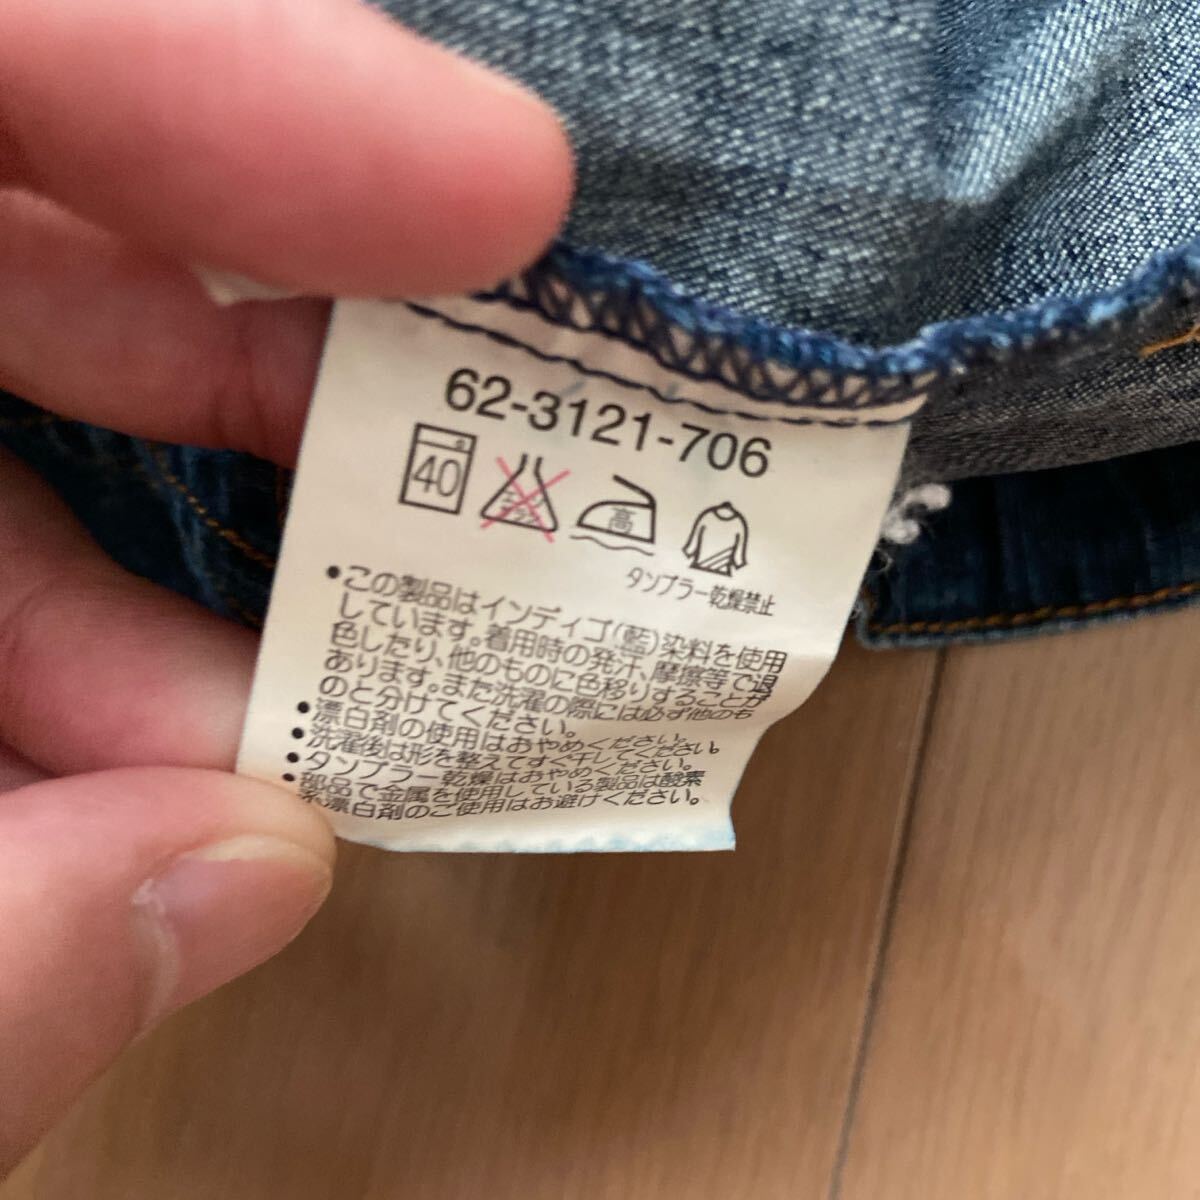 62-3121-706
40 エンソ サラシ 高
タンブラー乾燥禁止
•この製品はインディゴ(藍)染料を使用
しています。着用時の発汗、摩擦等で退
色したり、他のものに色移りすることが
あります。また洗濯の際には必ず他のも
のと分けてください。
•漂白剤の使用はおやめください。
•洗濯後は形を整えてすぐ干してください。
•タンブラー乾燥はおやめください。
•部品で金属を使用している製品は酸素
系漂白剤のご使用はお避けください。